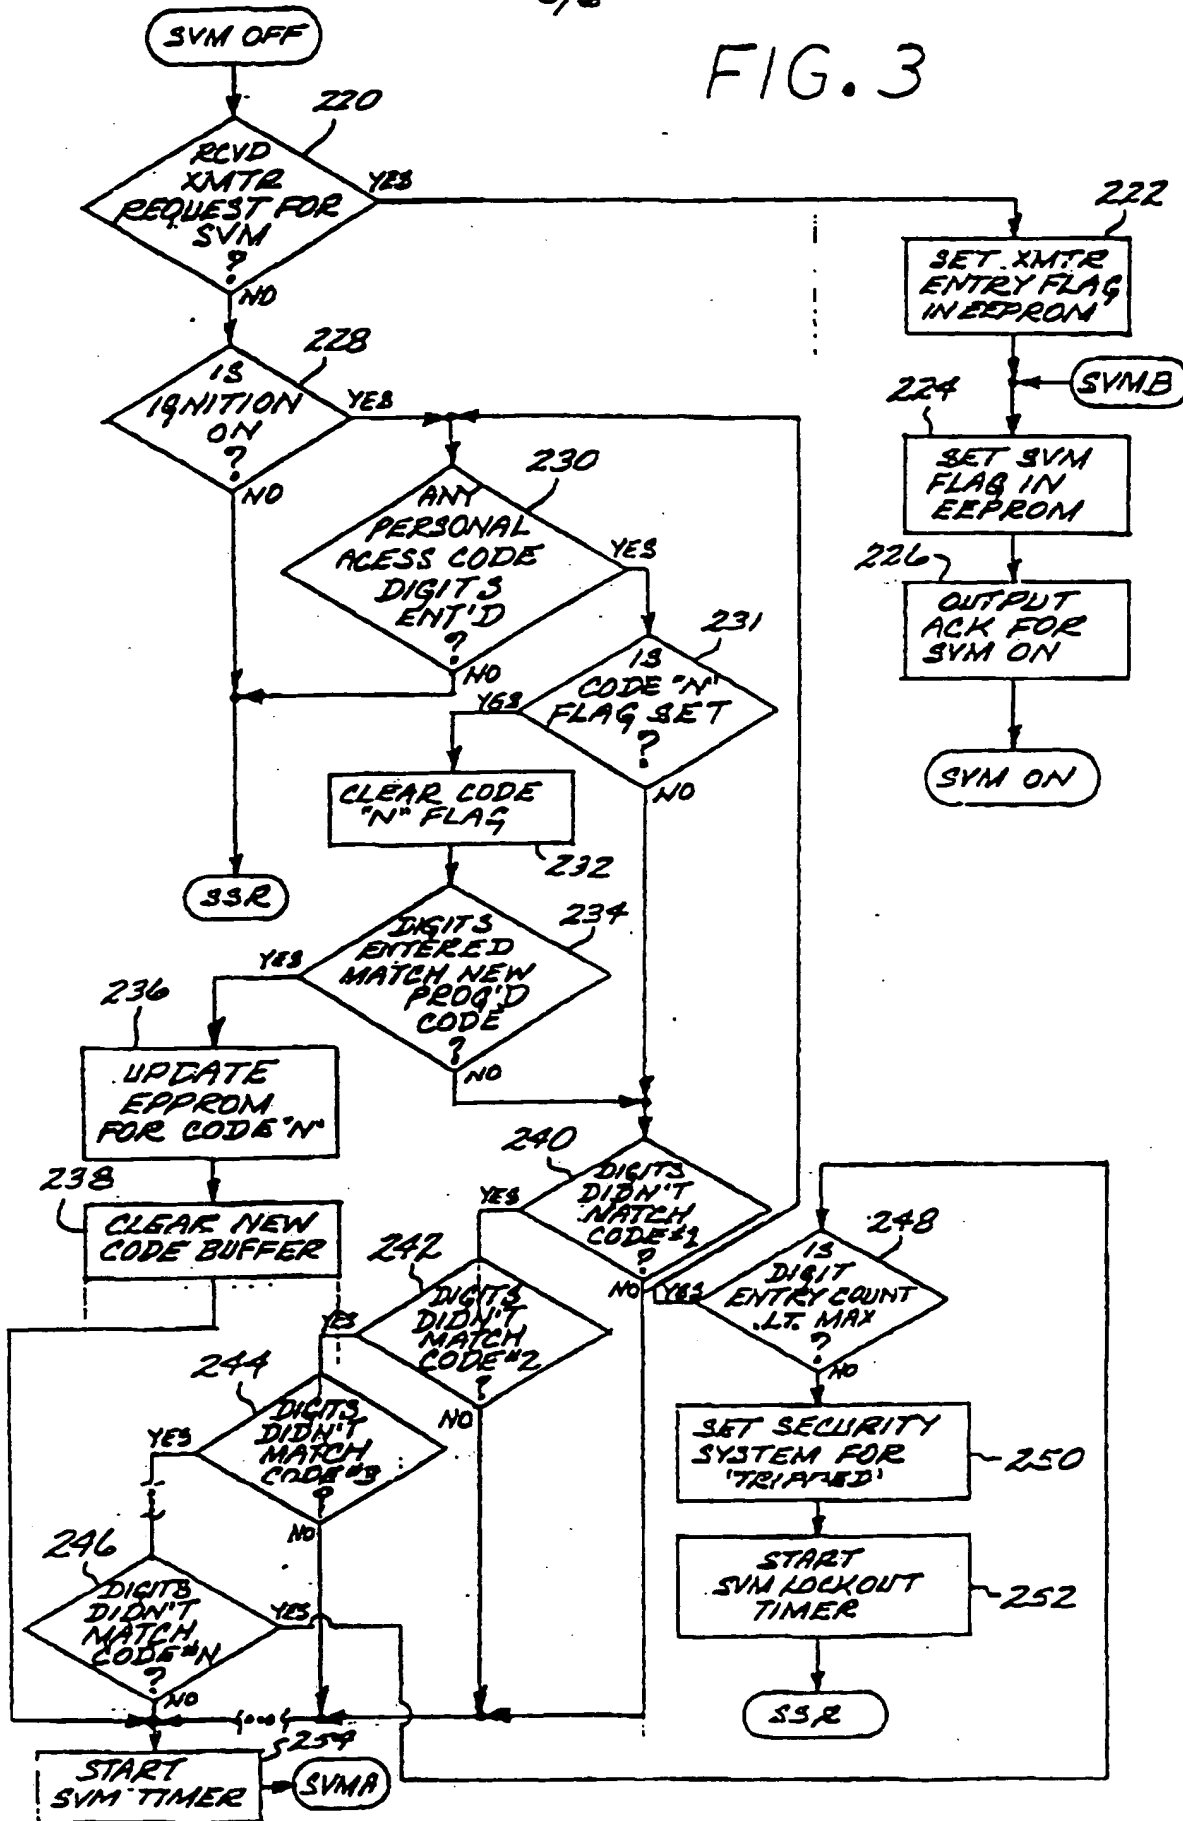 SVM OFF
FIG. 3
220
RCVD
XMTR
REQUEST FOR
SVM
?
YES
NO
222
SET XMTR
ENTRY FLAG
IN EEPROM
228
IS
IGNITION
ON
?
YES
NO
SVMB
224
SET SVM
FLAG IN
EEPROM
230
ANY
PERSONAL
ACESS CODE
DIGITS
ENT'D
?
YES
NO
226
OUTPUT
ACK FOR
SVM ON
231
IS
CODE "N"
FLAG SET
?
YES
NO
SVM ON
CLEAR CODE
"N" FLAG
232
SSR
234
DIGITS
ENTERED
MATCH NEW
PROG'D
CODE
?
YES
NO
236
UPDATE
EPPROM
FOR CODE "N"
238
CLEAR NEW
CODE BUFFER
240
DIGITS
DIDN'T
MATCH
CODE #1
?
YES
NO
242
DIGITS
DIDN'T
MATCH
CODE #2
?
YES
NO
248
IS
DIGIT
ENTRY COUNT
.LT. MAX
?
YES
NO
244
DIGITS
DIDN'T
MATCH
CODE #3
?
YES
NO
SET SECURITY
SYSTEM FOR
'TRIPPED'
250
246
DIGITS
DIDN'T
MATCH
CODE #N
?
YES
NO
START
SVM LOCKOUT
TIMER
252
SSR
254
START
SVM TIMER
SVMA